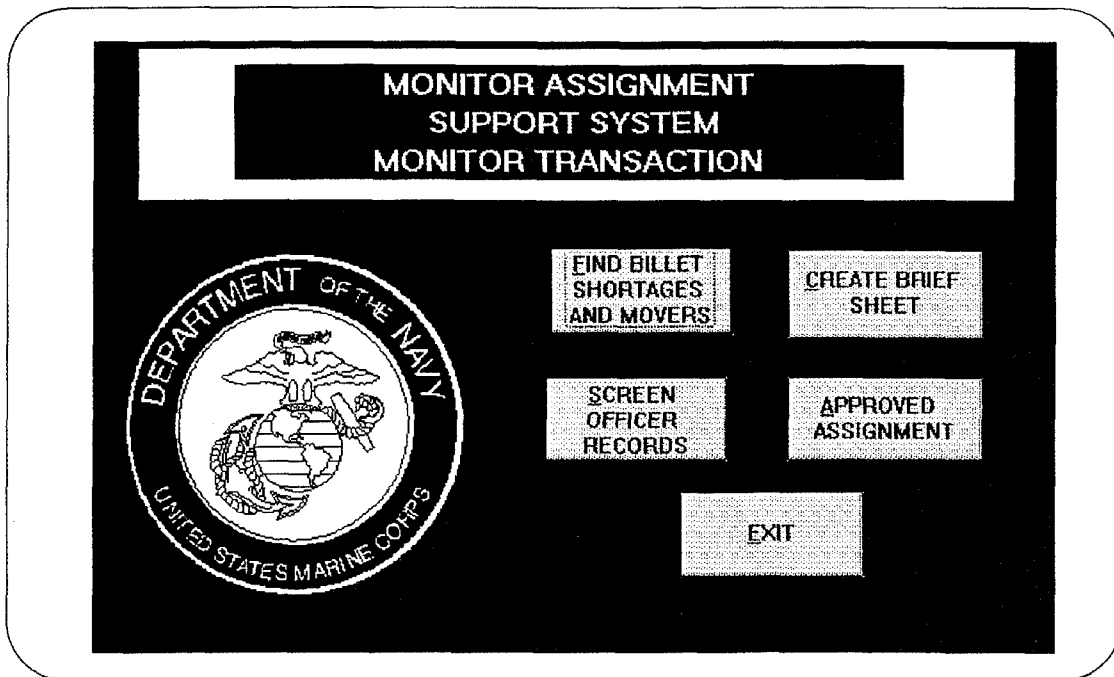 MONITOR ASSIGNMENT
SUPPORT SYSTEM
MONITOR TRANSACTION
DEPARTMENT OF THE NAVY
UNITED STATES MARINE CORPS
FIND BILLET
SHORTAGES
AND MOVERS
CREATE BRIEF
SHEET
SCREEN
OFFICER
RECORDS
APPROVED
ASSIGNMENT
EXIT